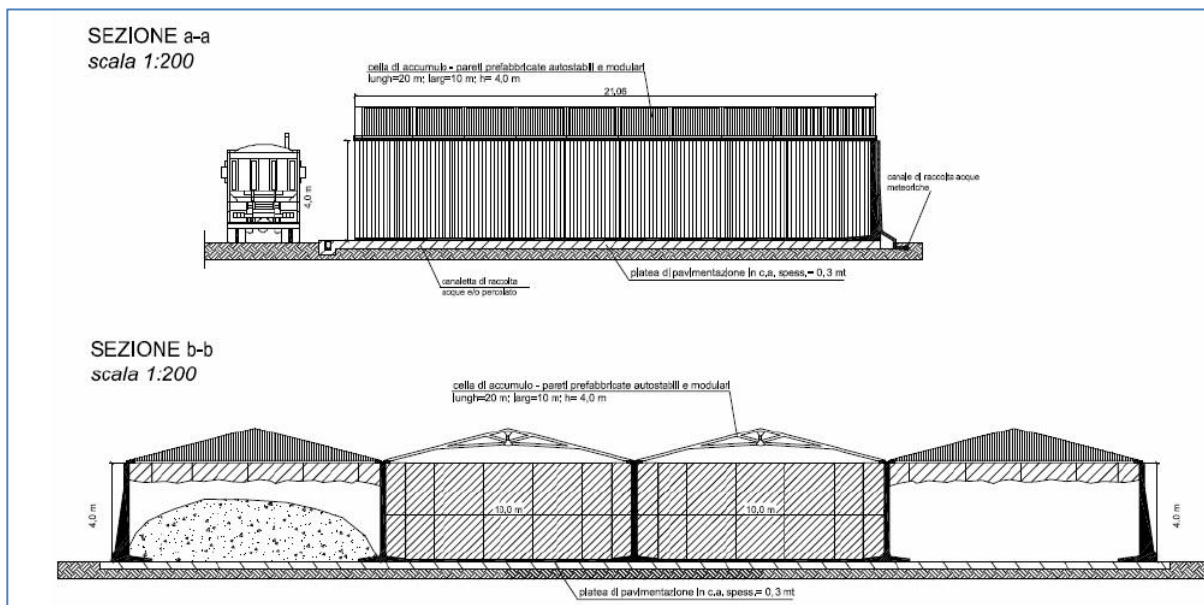 SEZIONE a-a
scala 1:200
cella di accumulo - pareti prefabbricate autostabili e modulari
lungh=20 m; larg=10 m; h= 4,0 m
21,06
4,0 m
canale di raccolta acque
meteoriche
canaletta di raccolta
acque e/o percolato
platea di pavimentazione in c.a. spess.= 0,3 mt
SEZIONE b-b
scala 1:200
cella di accumulo - pareti prefabbricate autostabili e modulari
lungh=20 m; larg=10 m; h= 4,0 m
4,0 m
10,0 m
10,0 m
4,0 m
platea di pavimentazione in c.a. spess.= 0,3 mt